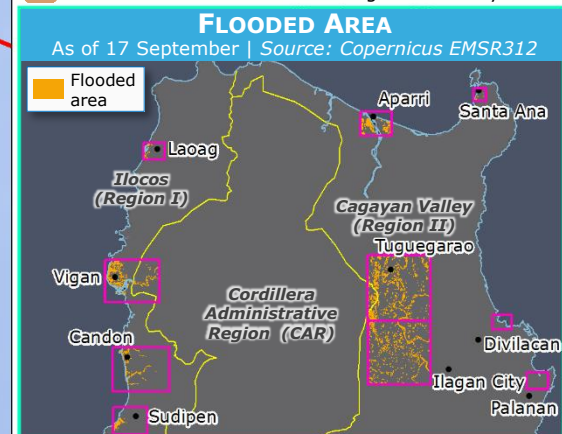 FLOODED AREA
As of 17 September | Source: Copernicus EMSR312
Flooded
area
Aparri
Santa Ana
Laoag
Ilocos
(Region I)
Cagayan Valley
(Region II)
Tuguegarao
Vigan
Cordillera
Administrative
Region (CAR)
Candon
Divilacan
Ilagan City
Palanan
Sudipen